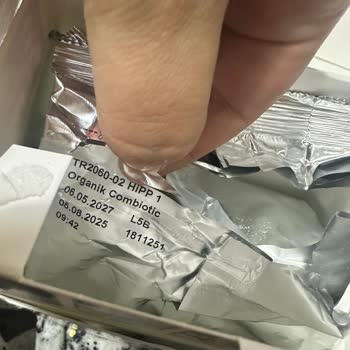 TR2060-02 HIPP 1
Organik Combiotic
06.05.2027 L5B
06.08.2025 1811251
09:42